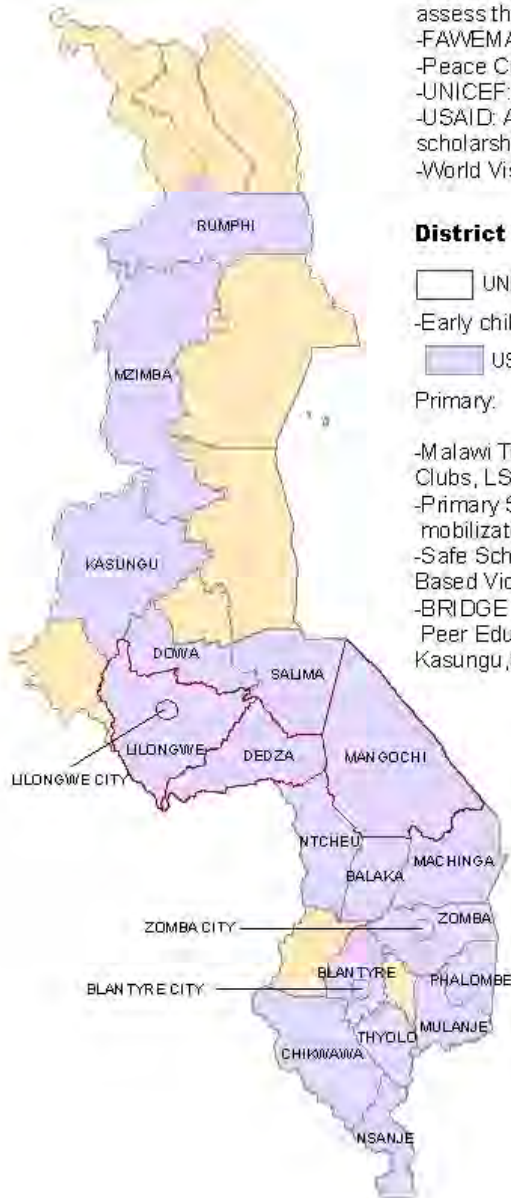 assess th
-FAWEMA
-Peace C
-UNICEF:
-USAID: A
scholarsh
-World Vis
District
UN
-Early chil
US
Primary:
-Malawi T
Clubs, LS
-Primary S
mobilizat
-Safe Sch
Based Vio
-BRIDGE
Peer Edu
Kasungu,
RUMPHI
MZIMBA
KASUNGU
DOWA
SALIMA
LILONGWE
DEDZA
MANGOCHI
LILONGWE CITY
NTCHEU
MACHINGA
BALAKA
ZOMBA
ZOMBA CITY
BLANTYRE
PHALOMBE
BLANTYRE CITY
MULANJE
THYOLO
CHIKWAWA
NSANJE